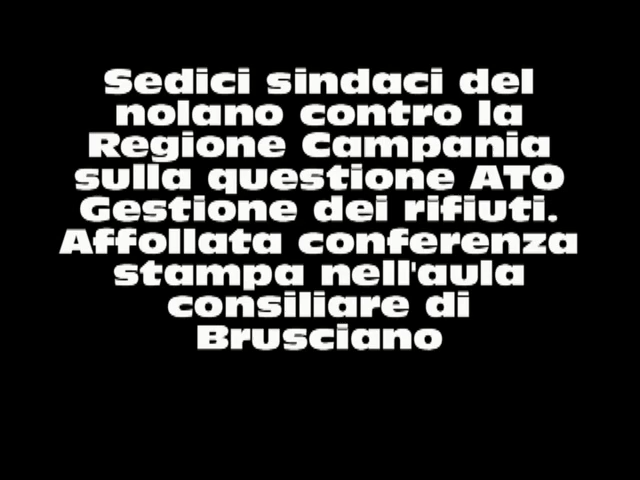 Sedici sindaci del
nolano contro la
Regione Campania
sulla questione ATO
Gestione dei rifiuti.
Affollata conferenza
stampa nell'aula
consiliare di
Brusciano